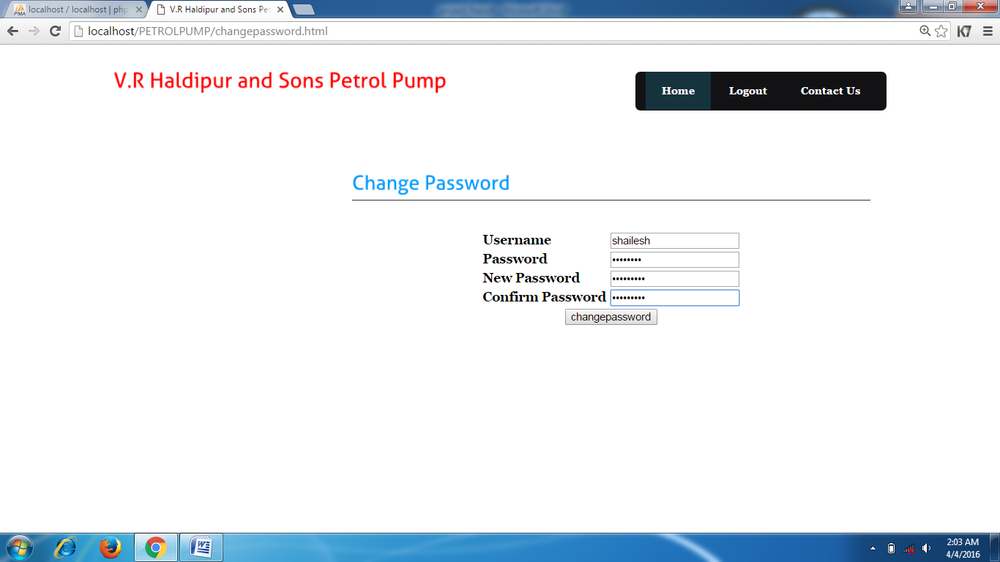 localhost / localhost | php
V.R Haldipur and Sons Pet
localhost/PETROLPUMP/changepassword.html
V.R Haldipur and Sons Petrol Pump
Home
Logout
Contact Us
Change Password
Username shailesh
Password ••••••••
New Password •••••••••
Confirm Password •••••••••
changepassword
2:03 AM
4/4/2016